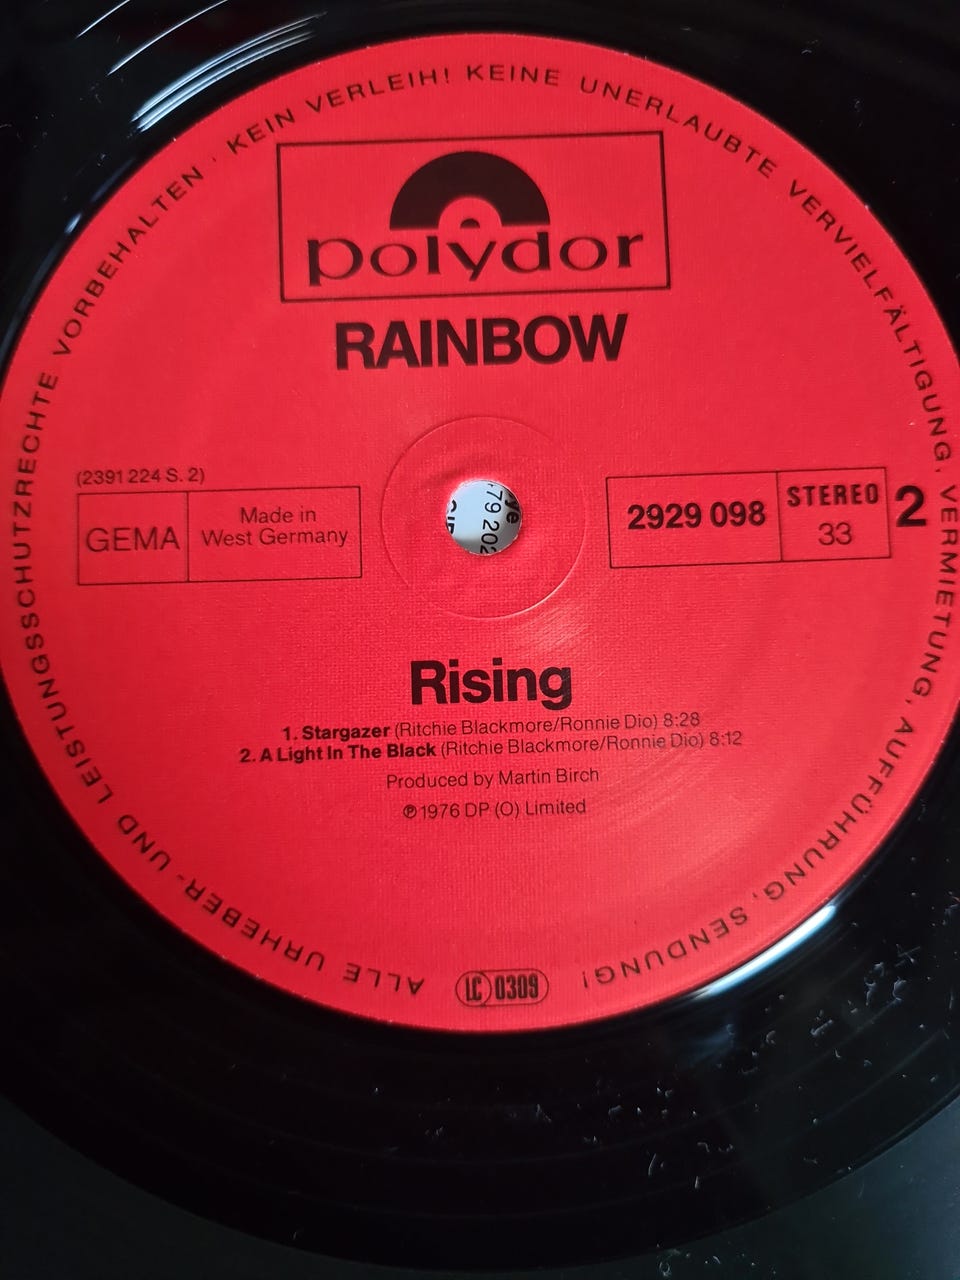 ALLE URHEBER- UND LEISTUNGSSCHUTZRECHTE VORBEHALTEN · KEIN VERLEIH! KEINE UNERLAUBTE VERVIELFÄLTIGUNG, VERMIETUNG, AUFFÜHRUNG, SENDUNG!
polydor
RAINBOW
(2391 224 S. 2)
GEMA
Made in
West Germany
2929 098
STEREO
33
2
ye
79 202
Rising
1. Stargazer (Ritchie Blackmore/Ronnie Dio) 8:28
2. A Light In The Black (Ritchie Blackmore/Ronnie Dio) 8:12
Produced by Martin Birch
℗ 1976 DP (O) Limited
LC 0309